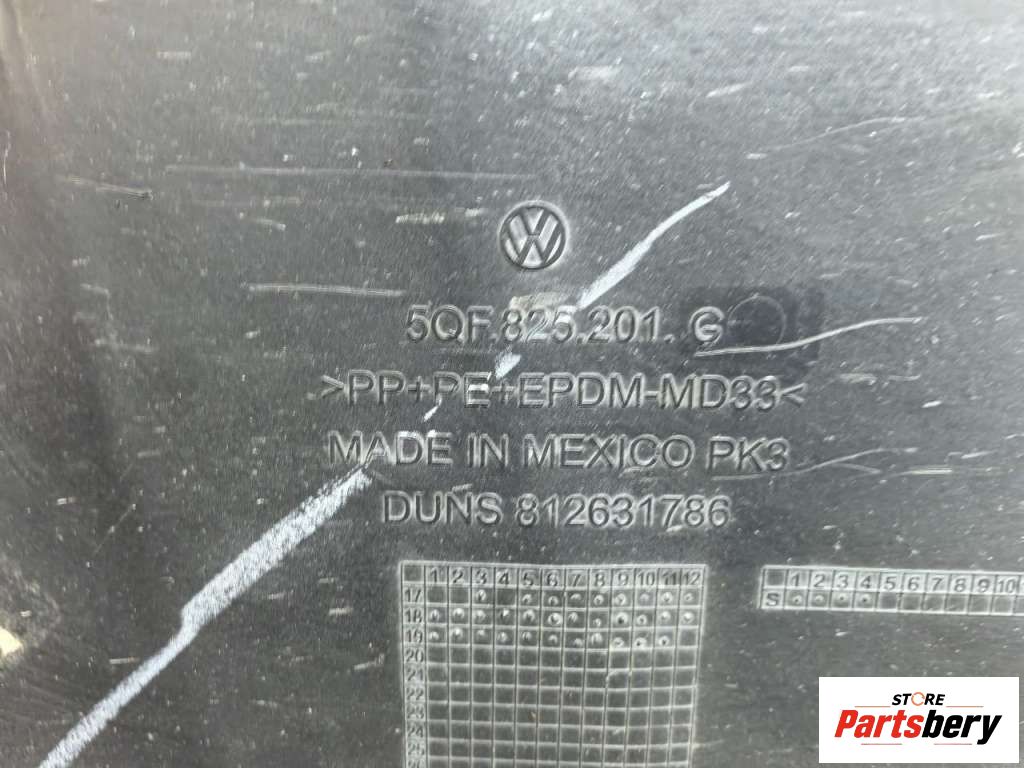 5QF.825.201. G
>PP+PE+EPDM-MD33<
MADE IN MEXICO PK3
DUNS 812631786
1 2 3 4 5 6 7 8 9 10 11 12
17
18
19
20
21
22
23
24
25
1 2 3 4 5 6 7 8 9 10
S
STORE
Partsbery